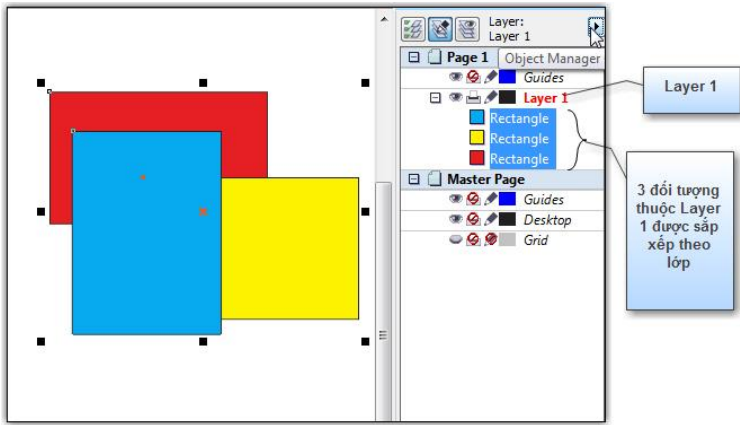 Layer:
Layer 1
Page 1
Object Manager
Guides
Layer 1
Rectangle
Rectangle
Rectangle
Master Page
Guides
Desktop
Grid
Layer 1
3 đối tượng
thuộc Layer
1 được sắp
xếp theo
lớp